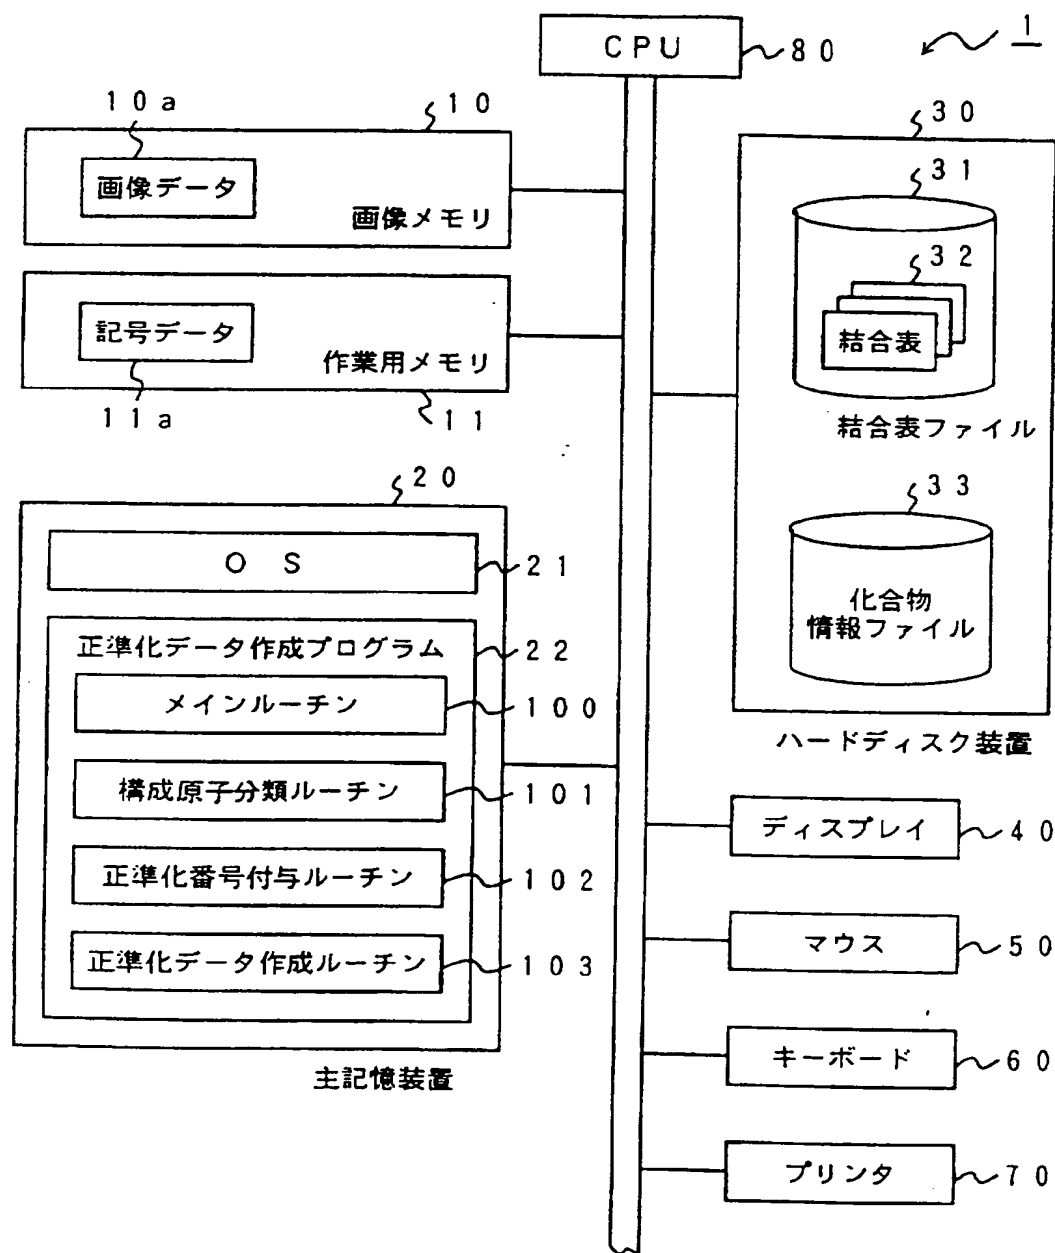 1
CPU
80
10a
10
画像データ
画像メモリ
記号データ
作業用メモリ
11a
11
20
OS
21
正準化データ作成プログラム
22
メインルーチン
100
構成原子分類ルーチン
101
正準化番号付与ルーチン
102
正準化データ作成ルーチン
103
主記憶装置
30
31
32
結合表
結合表ファイル
33
化合物
情報ファイル
ハードディスク装置
ディスプレイ
40
マウス
50
キーボード
60
プリンタ
70